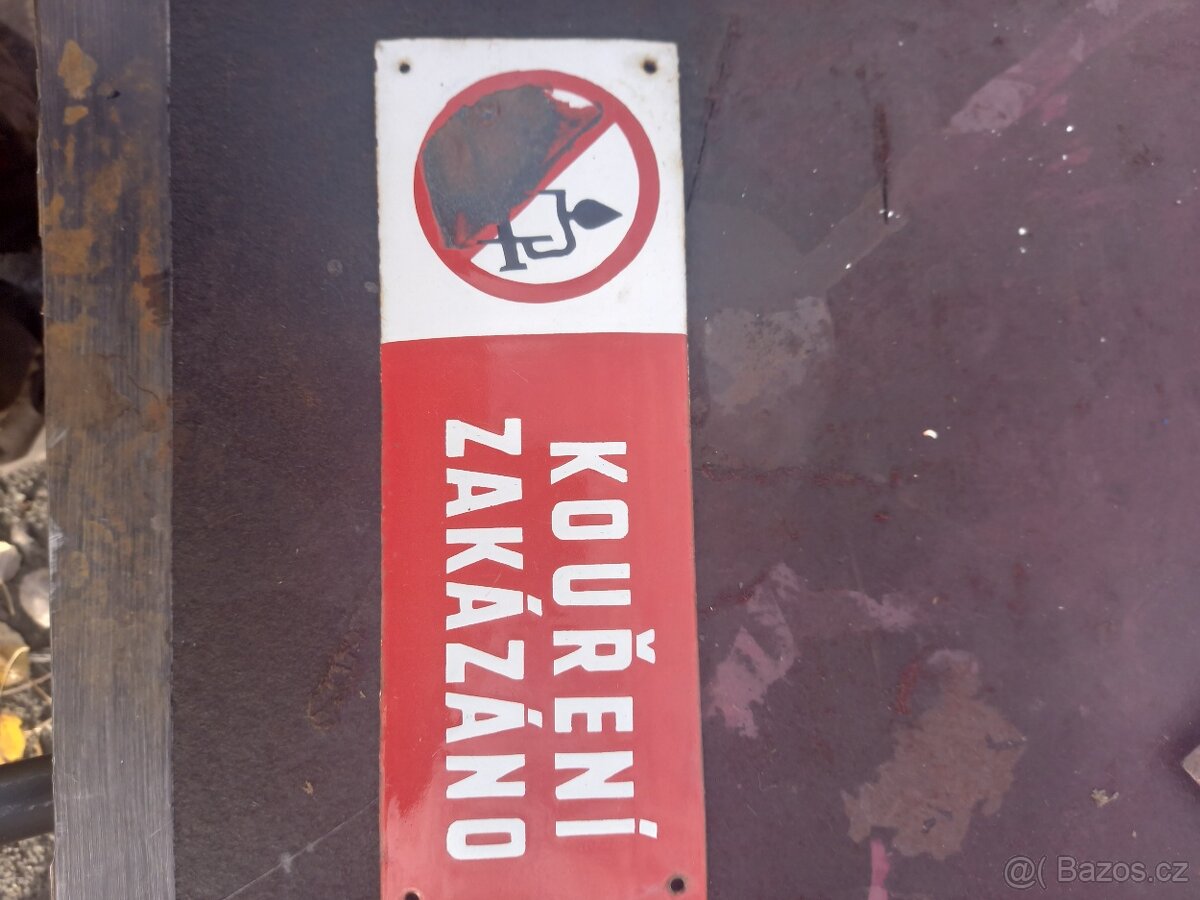 KOUŘENÍ
ZAKÁZÁNO
@( Bazos.cz